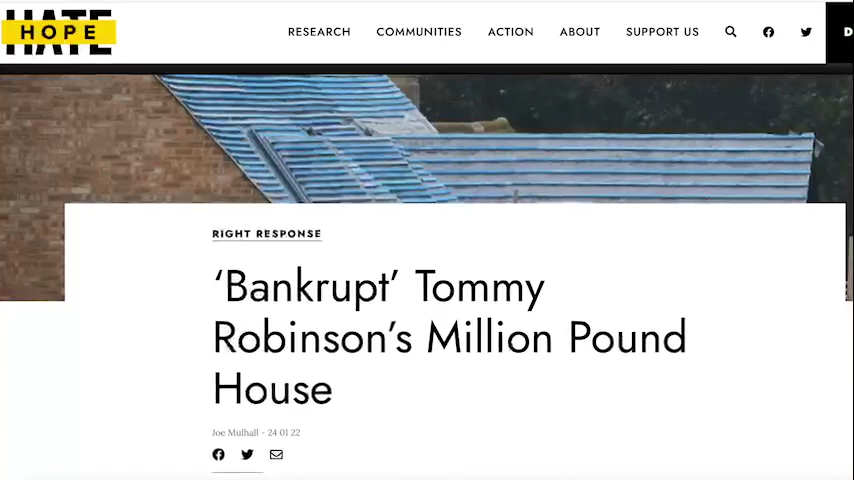 HATE
HOPE
RESEARCH COMMUNITIES ACTION ABOUT SUPPORT US D
RIGHT RESPONSE
‘Bankrupt’ Tommy
Robinson’s Million Pound
House
Joe Mulhall - 24 01 22